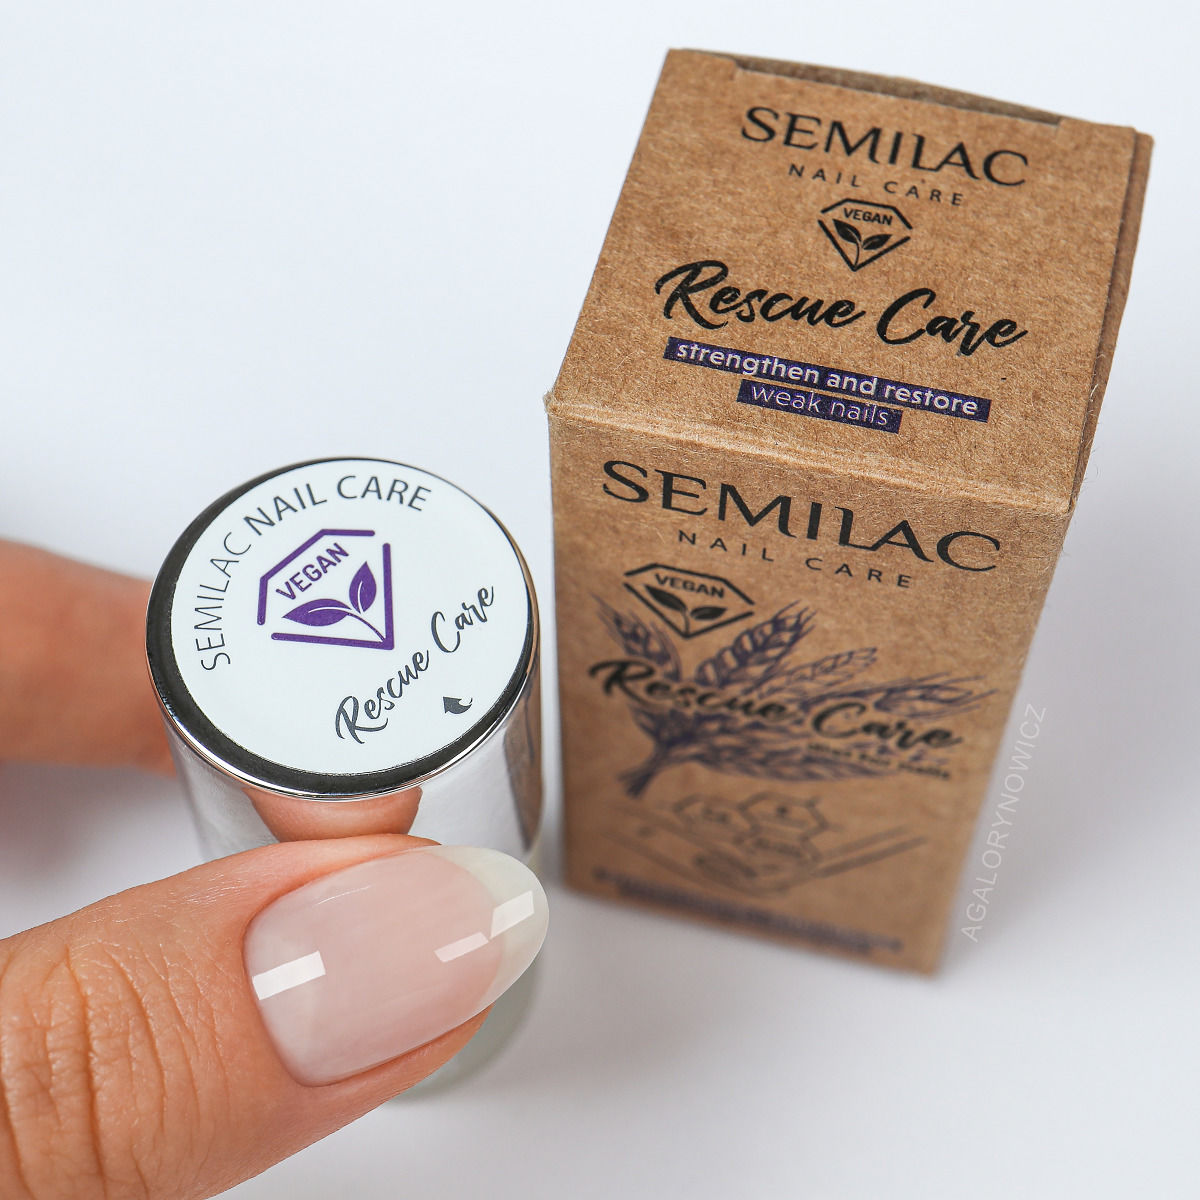 SEMILAC
NAIL CARE
VEGAN
Rescue Care
strengthen and restore
weak nails
SEMILAC
NAIL CARE
VEGAN
Rescue Care
SEMILAC NAIL CARE
VEGAN
Rescue Care
AGALORYNOWICZ